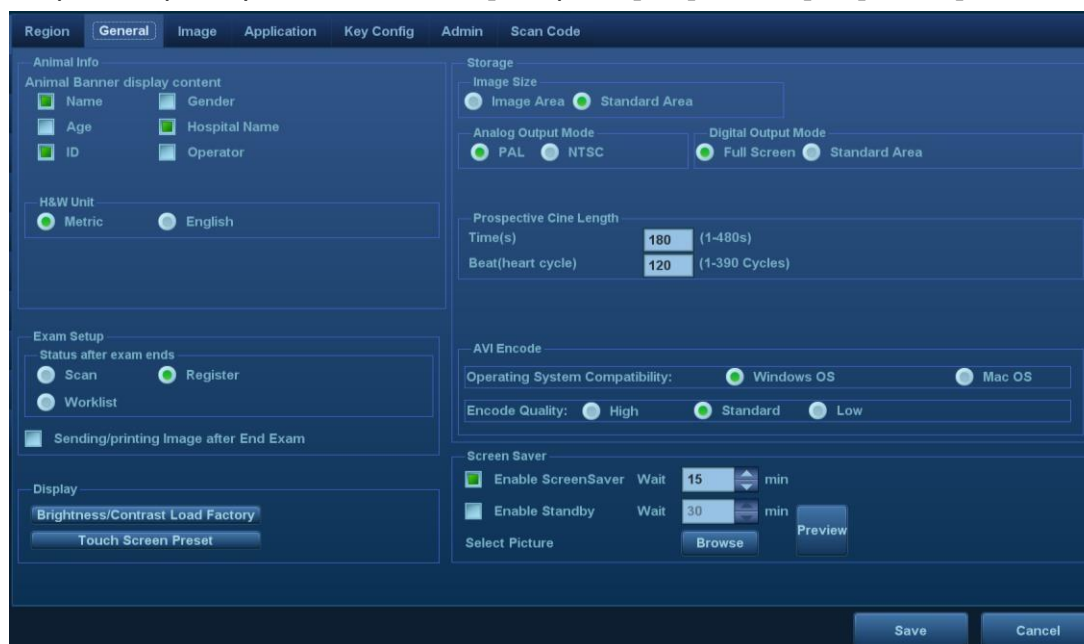 Region General Image Application Key Config Admin Scan Code
Animal Info
Animal Banner display content
Name Gender
Age Hospital Name
ID Operator
H&W Unit
Metric English
Exam Setup
Status after exam ends
Scan Register
Worklist
Sending/printing Image after End Exam
Display
Brightness/Contrast Load Factory
Touch Screen Preset
Storage
Image Size
Image Area Standard Area
Analog Output Mode Digital Output Mode
PAL NTSC Full Screen Standard Area
Prospective Cine Length
Time(s) 180 (1-480s)
Beat(heart cycle) 120 (1-390 Cycles)
AVI Encode
Operating System Compatibility: Windows OS Mac OS
Encode Quality: High Standard Low
Screen Saver
Enable ScreenSaver Wait 15 min
Enable Standby Wait 30 min
Preview
Select Picture Browse
Save Cancel